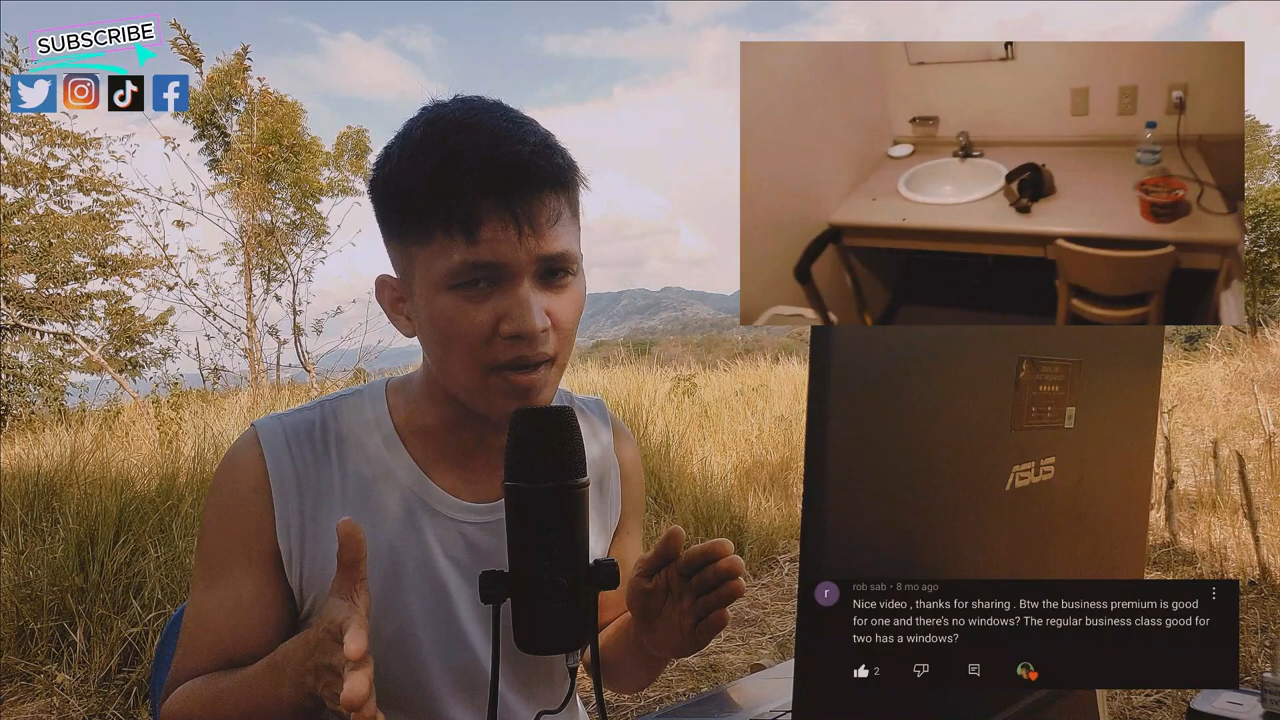 SUBSCRIBE
ASUS
rob sab • 8 mo ago
Nice video , thanks for sharing . Btw the business premium is good
for one and there's no windows? The regular business class good for
two has a windows?
2